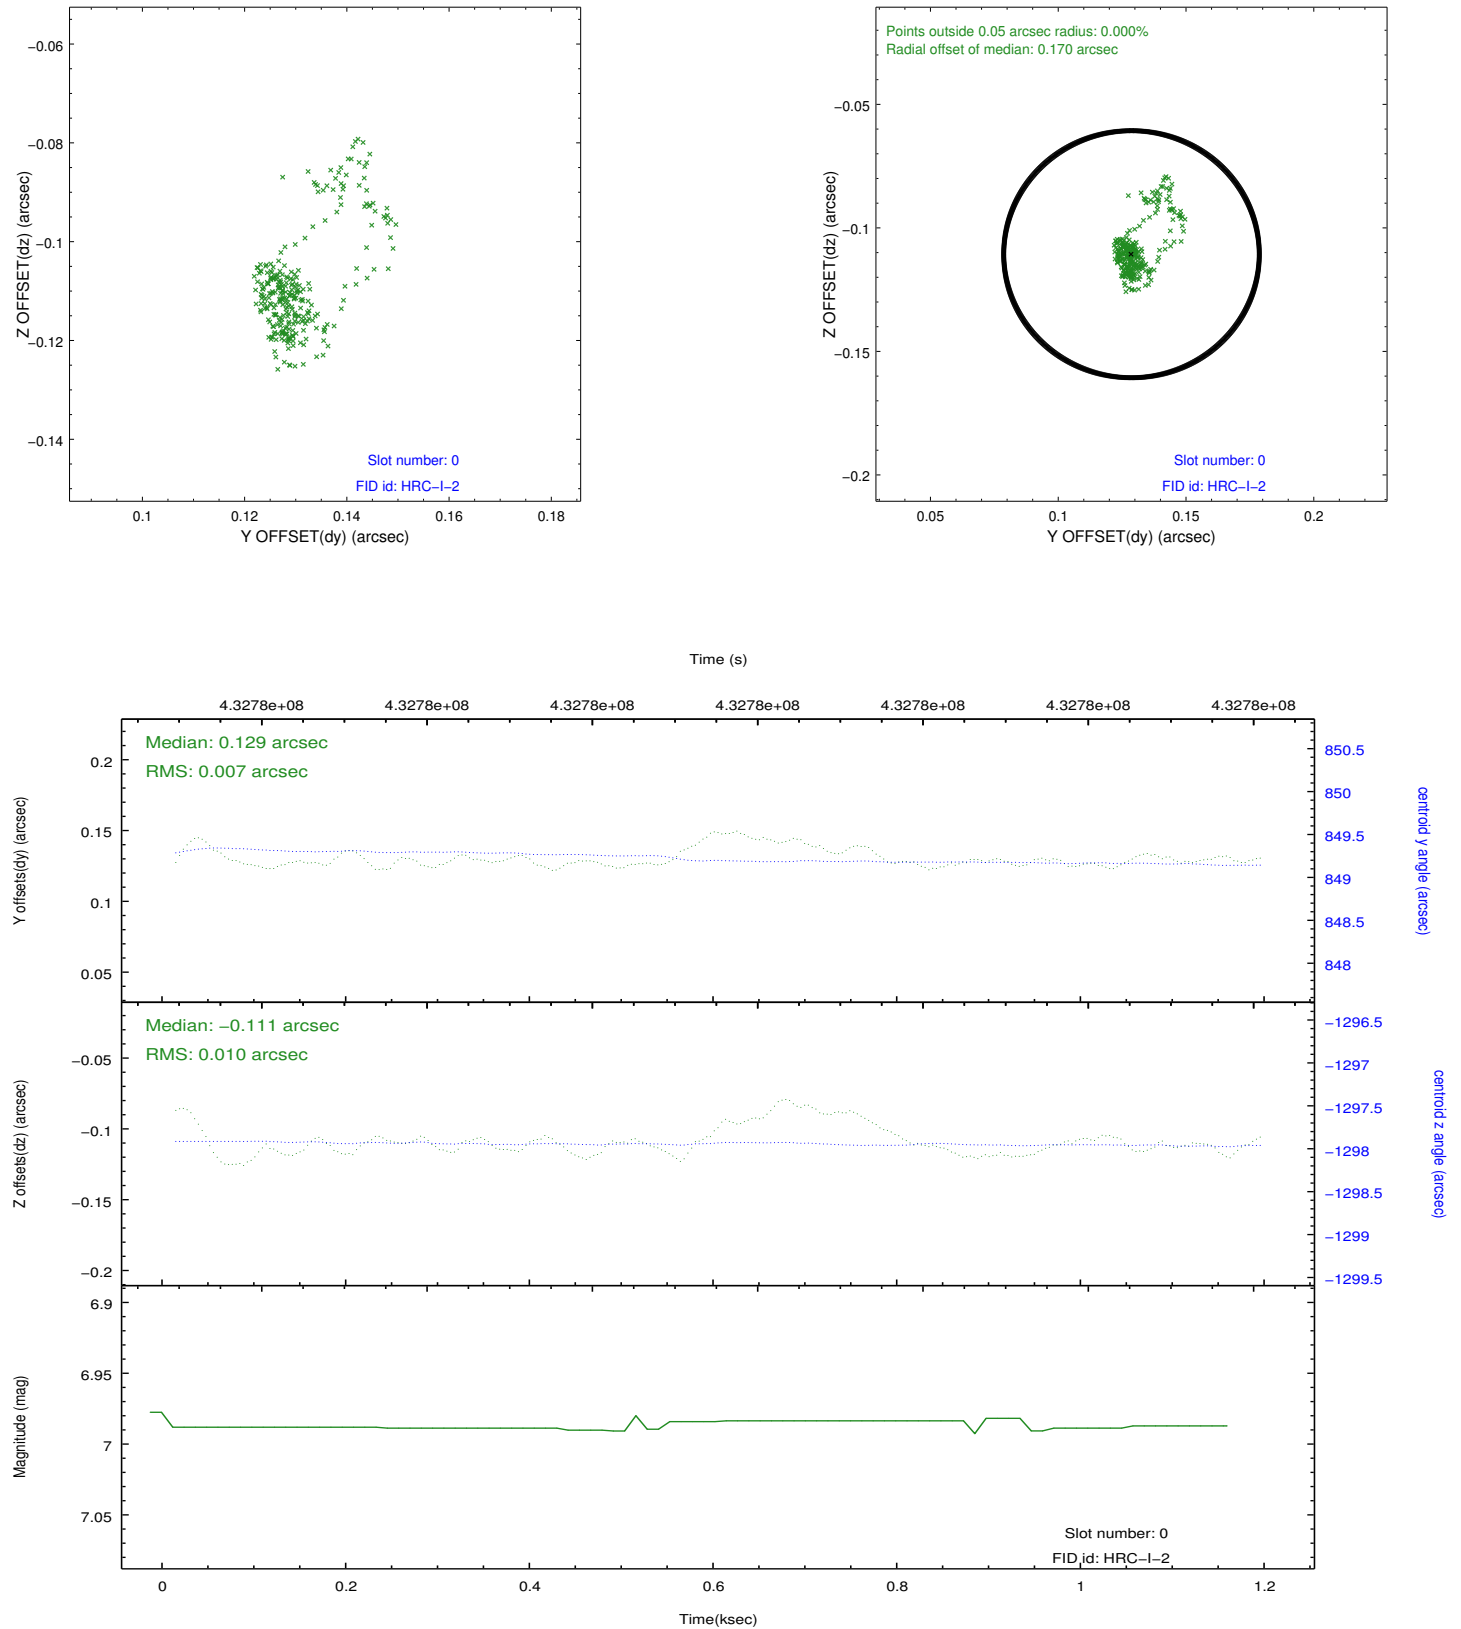 −0.06
−0.08
−0.1
−0.12
−0.14
Z OFFSET(dz) (arcsec)
Slot number: 0
FID id: HRC−I−2
0.1
0.12
0.14
0.16
0.18
Y OFFSET(dy) (arcsec)
Points outside 0.05 arcsec radius: 0.000%
Radial offset of median: 0.170 arcsec
−0.05
−0.1
−0.15
−0.2
Z OFFSET(dz) (arcsec)
Slot number: 0
FID id: HRC−I−2
0.05
0.1
0.15
0.2
Y OFFSET(dy) (arcsec)
Time (s)
4.3278e+08
4.3278e+08
4.3278e+08
4.3278e+08
4.3278e+08
4.3278e+08
4.3278e+08
Median: 0.129 arcsec
RMS: 0.007 arcsec
0.2
0.15
0.1
0.05
Y offsets(dy) (arcsec)
850.5
850
849.5
849
848.5
848
centroid y angle (arcsec)
Median: −0.111 arcsec
RMS: 0.010 arcsec
−0.05
−0.1
−0.15
−0.2
Z offsets(dz) (arcsec)
−1296.5
−1297
−1297.5
−1298
−1298.5
−1299
−1299.5
centroid z angle (arcsec)
6.9
6.95
7
7.05
Magnitude (mag)
Slot number: 0
FID id: HRC−I−2
0
0.2
0.4
0.6
0.8
1
1.2
Time(ksec)